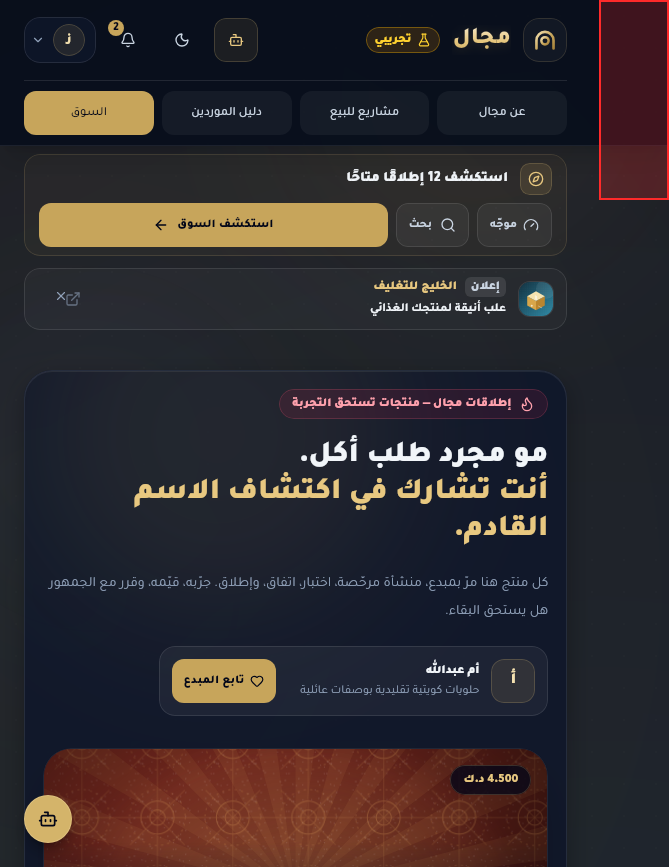 مجال
تجريبي
2
ز
عن مجال
مشاريع للبيع
دليل الموردين
السوق
استكشف 12 إطلاقًا متاحًا
موجّه
بحث
استكشف السوق
إعلان الخليج للتغليف
علب أنيقة لمنتجك الغذائي
إطلاقات مجال — منتجات تستحق التجربة
مو مجرد طلب أكل.
أنت تشارك في اكتشاف الاسم
القادم.
كل منتج هنا مرّ بمبدع، منشأة مرخّصة، اختبار، اتفاق، وإطلاق. جرّبه، قيّمه، وقرر مع الجمهور
هل يستحق البقاء.
أ
أم عبدالله
حلويات كويتية تقليدية بوصفات عائلية
تابع المبدع
4.500 د.ك